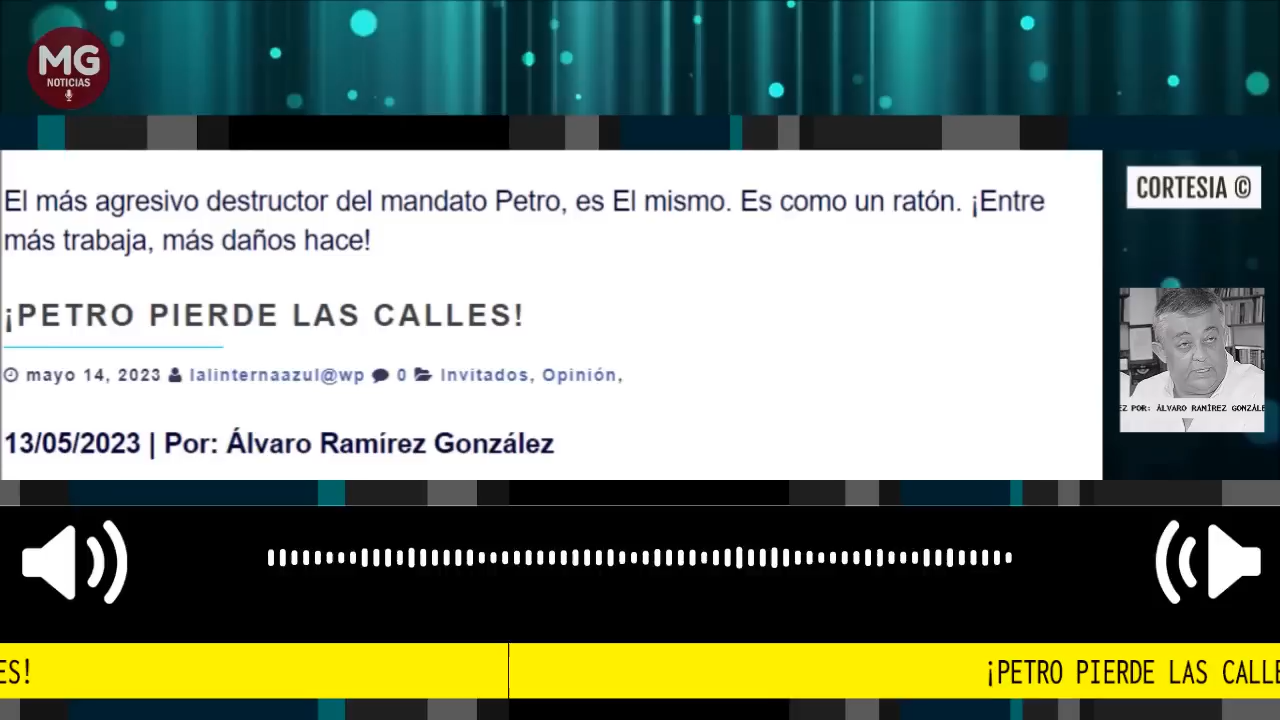 MG
NOTICIAS
El más agresivo destructor del mandato Petro, es El mismo. Es como un ratón. ¡Entre
más trabaja, más daños hace!
¡PETRO PIERDE LAS CALLES!
mayo 14, 2023 lalinternaazul@wp 0 Invitados, Opinión,
13/05/2023 | Por: Álvaro Ramírez González
CORTESIA ©
EZ POR: ÁLVARO RAMÍREZ GONZÁLE
ES!
¡PETRO PIERDE LAS CALLE